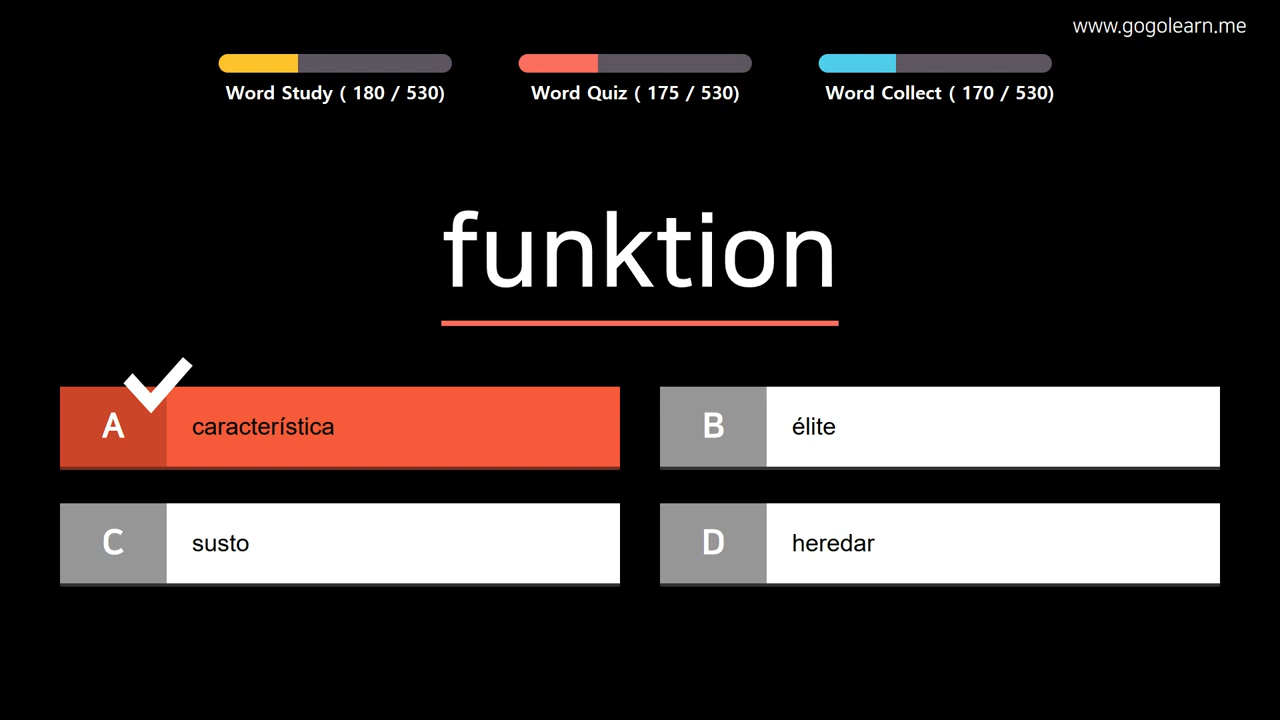 www.gogolearn.me
Word Study ( 180 / 530)
Word Quiz ( 175 / 530)
Word Collect ( 170 / 530)
funktion
A característica
B élite
C susto
D heredar